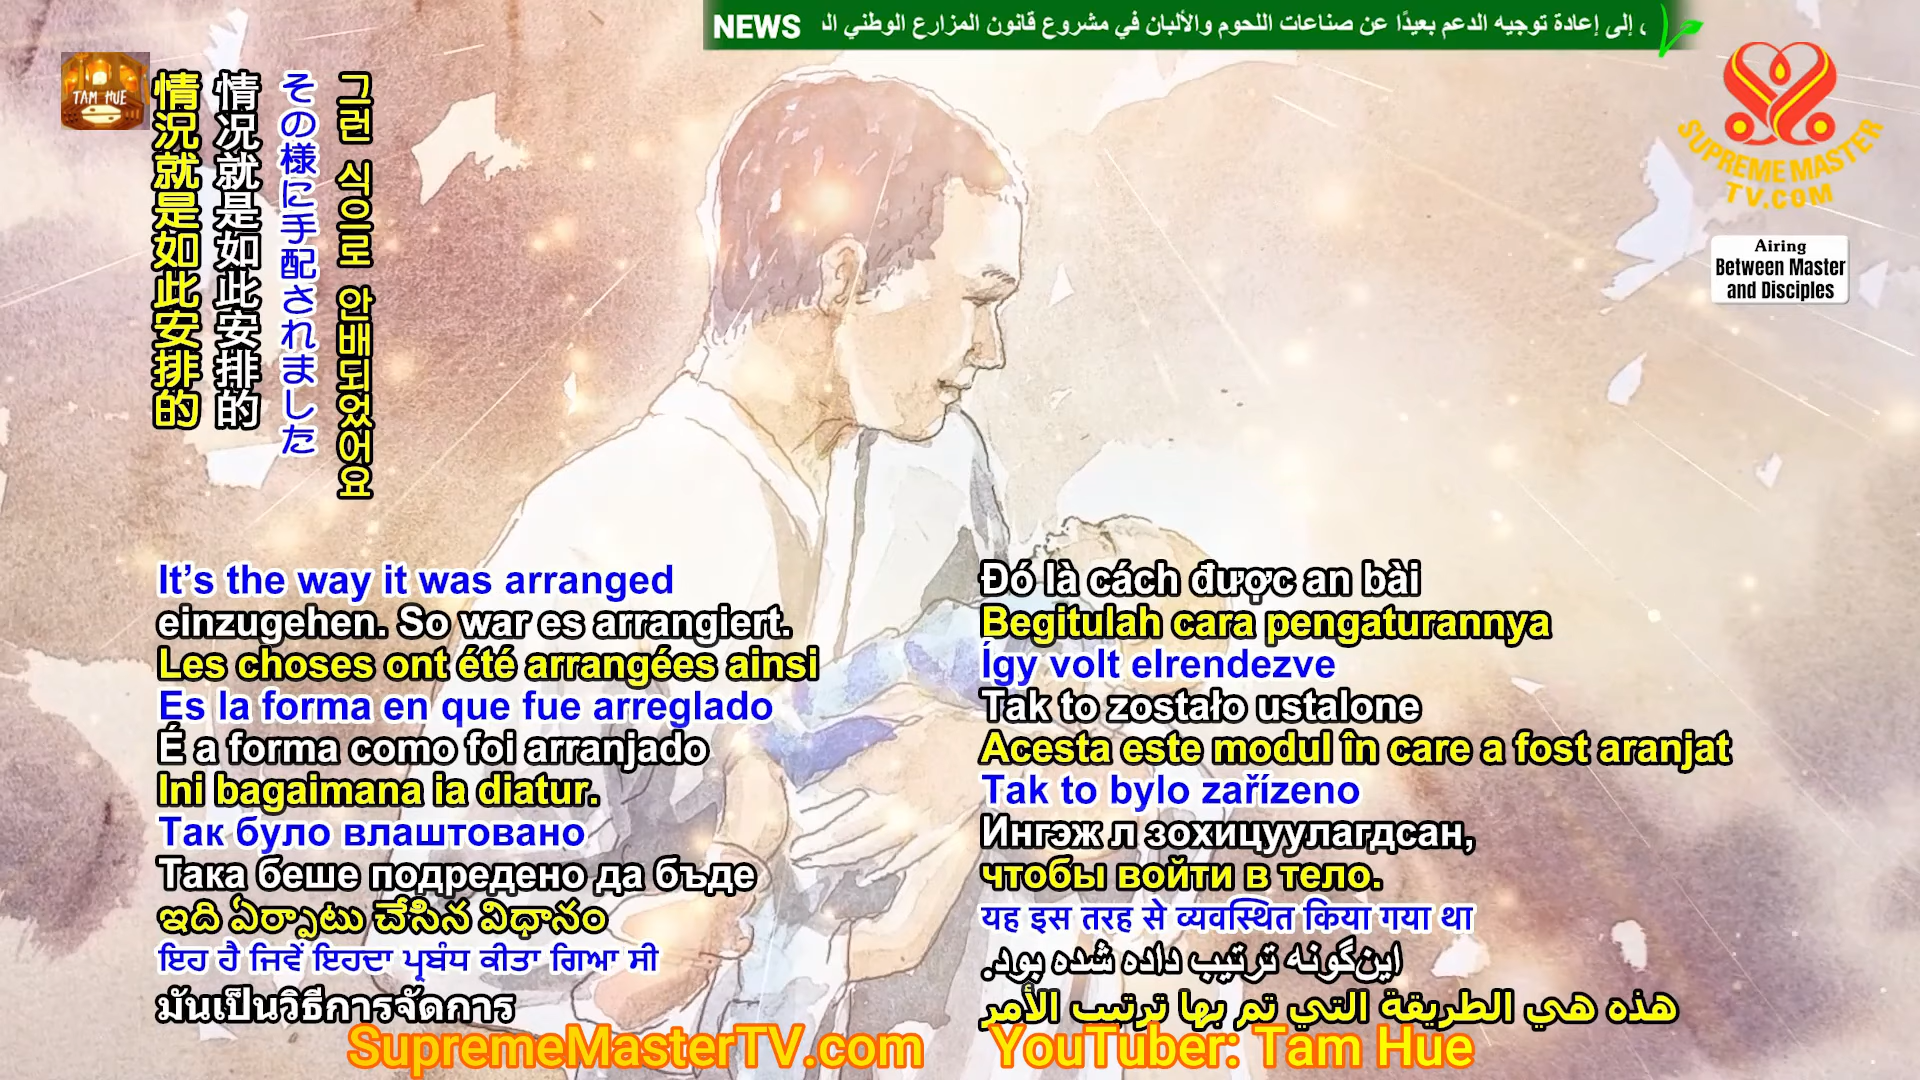 NEWS
ى إلى إعادة توجيه الدعم بعيدًا عن صناعات اللحوم والألبان في مشروع قانون المزارع الوطني
TAM HUE
SUPREME MASTER
TV.COM
Airing
Between Master
and Disciples
情況就是如此安排的
情况就是如此安排的
その様に手配されました
그런 식으로 안배되었어요
It’s the way it was arranged
einzugehen. So war es arrangiert.
Les choses ont été arrangées ainsi
Es la forma en que fue arreglado
É a forma como foi arranjado
Ini bagaimana ia diatur.
Так було влаштовано
Така беше подредено да бъде
ఇది ఏర్పాటు చేసిన విధానం
ਇਹ ਹੈ ਜਿਵੇਂ ਇਹਦਾ ਪ੍ਰਬੰਧ ਕੀਤਾ ਗਿਆ ਸੀ
มันเป็นวิธีการจัดการ
Đó là cách được an bài
Begitulah cara pengaturannya
Így volt elrendezve
Tak to zostało ustalone
Acesta este modul în care a fost aranjat
Tak to bylo zařízeno
Ингэж л зохицуулагдсан,
чтобы войти в тело.
यह इस तरह से व्यवस्थित किया गया था
این‌گونه ترتیب داده شده بود.
هذه هي الطريقة التي تم بها ترتيب الأمر
SupremeMasterTV.com
YouTuber: Tam Hue